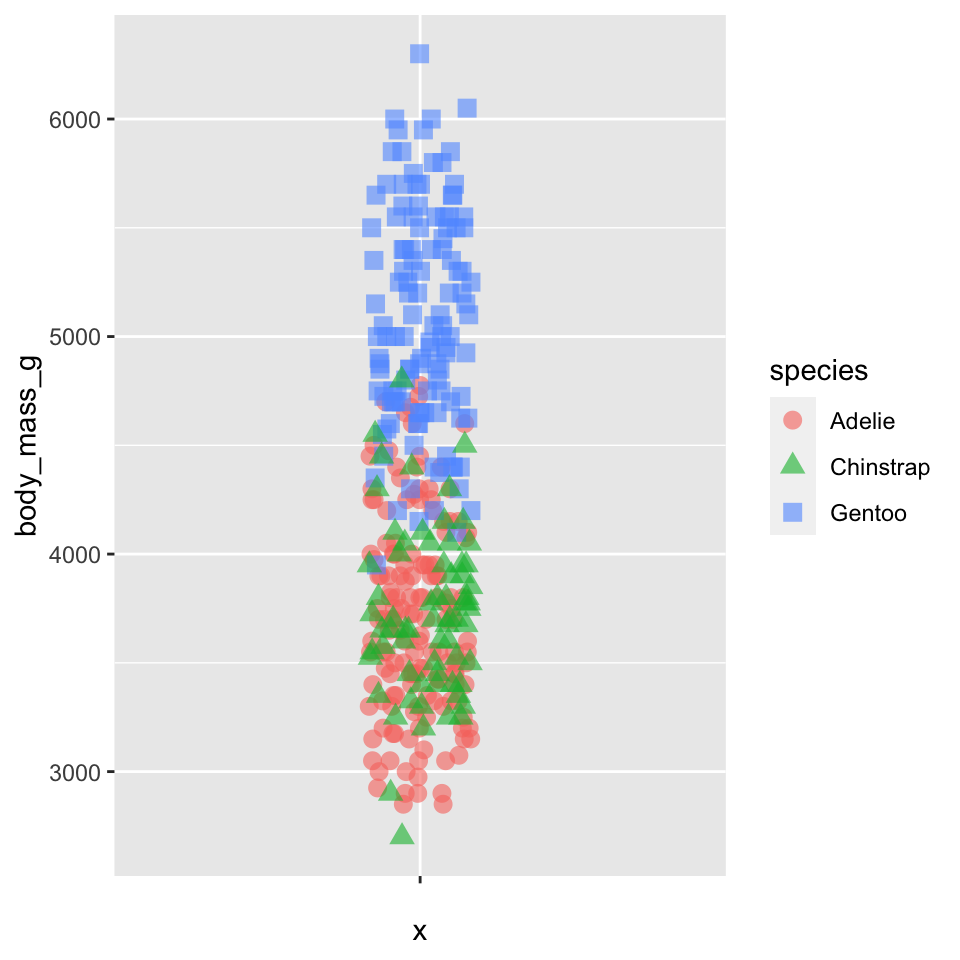 6000
5000
4000
3000
body_mass_g
x
species
Adelie
Chinstrap
Gentoo